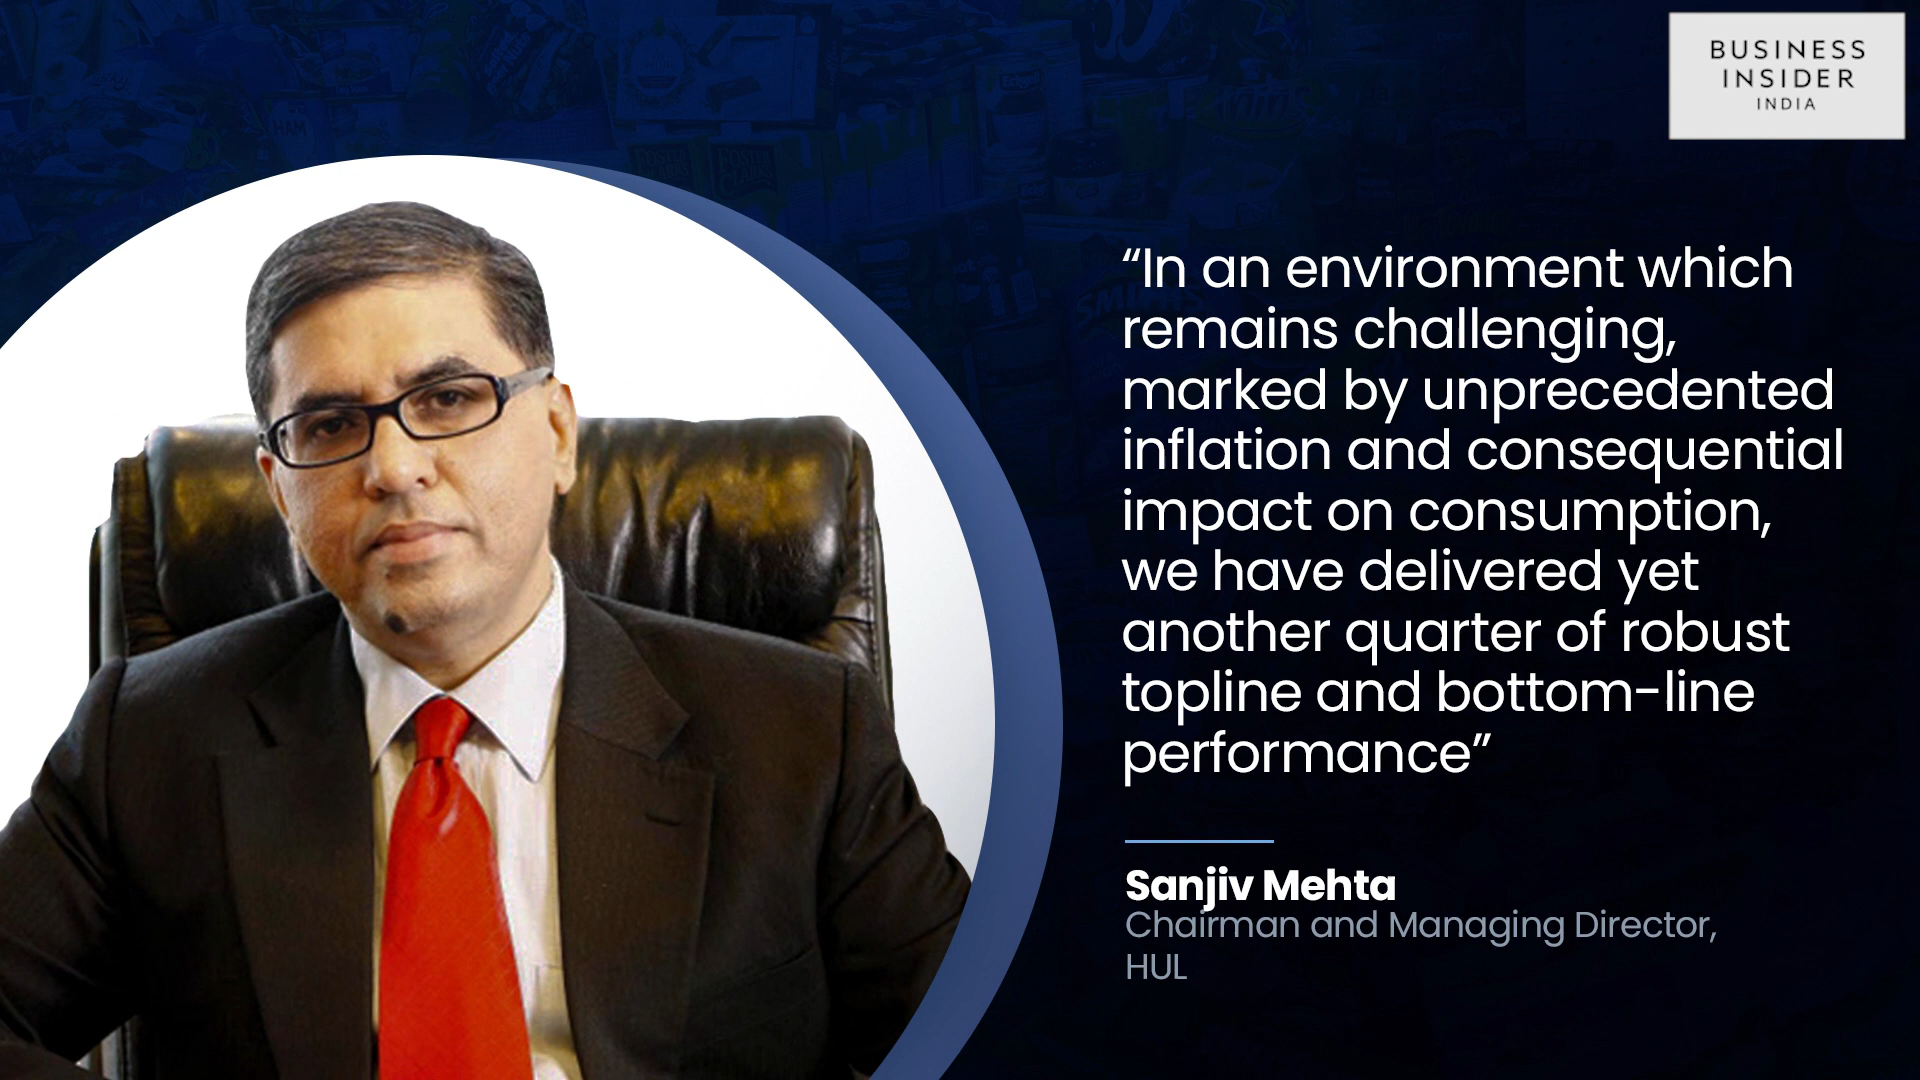 BUSINESS
INSIDER
INDIA
“In an environment which
remains challenging,
marked by unprecedented
inflation and consequential
impact on consumption,
we have delivered yet
another quarter of robust
topline and bottom-line
performance”
Sanjiv Mehta
Chairman and Managing Director,
HUL